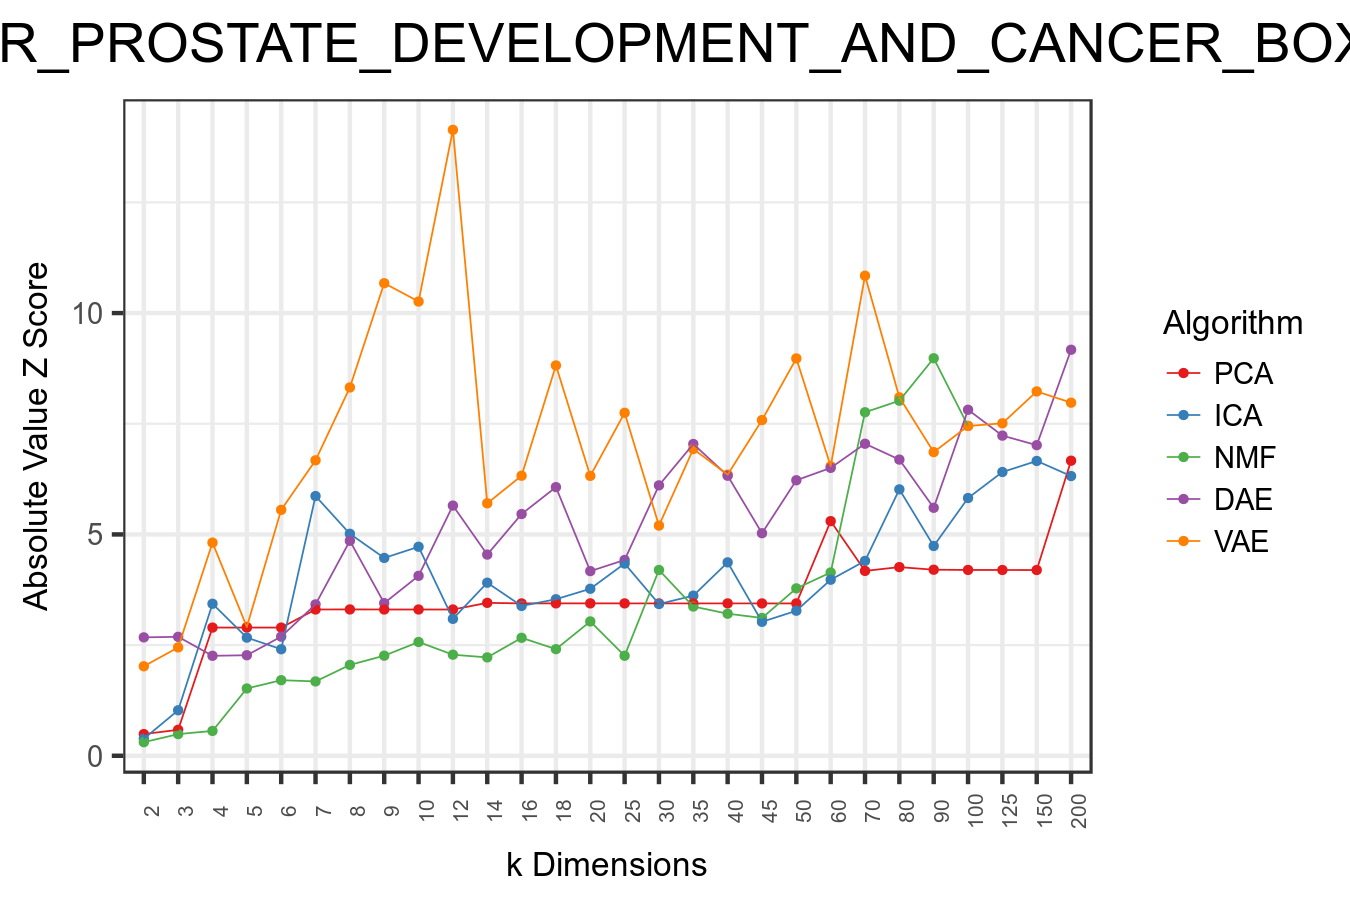 R_PROSTATE_DEVELOPMENT_AND_CANCER_BOX
Absolute Value Z Score
10
5
0
2 3 4 5 6 7 8 9 10 12 14 16 18 20 25 30 35 40 45 50 60 70 80 90 100 125 150 200
k Dimensions
Algorithm
PCA
ICA
NMF
DAE
VAE